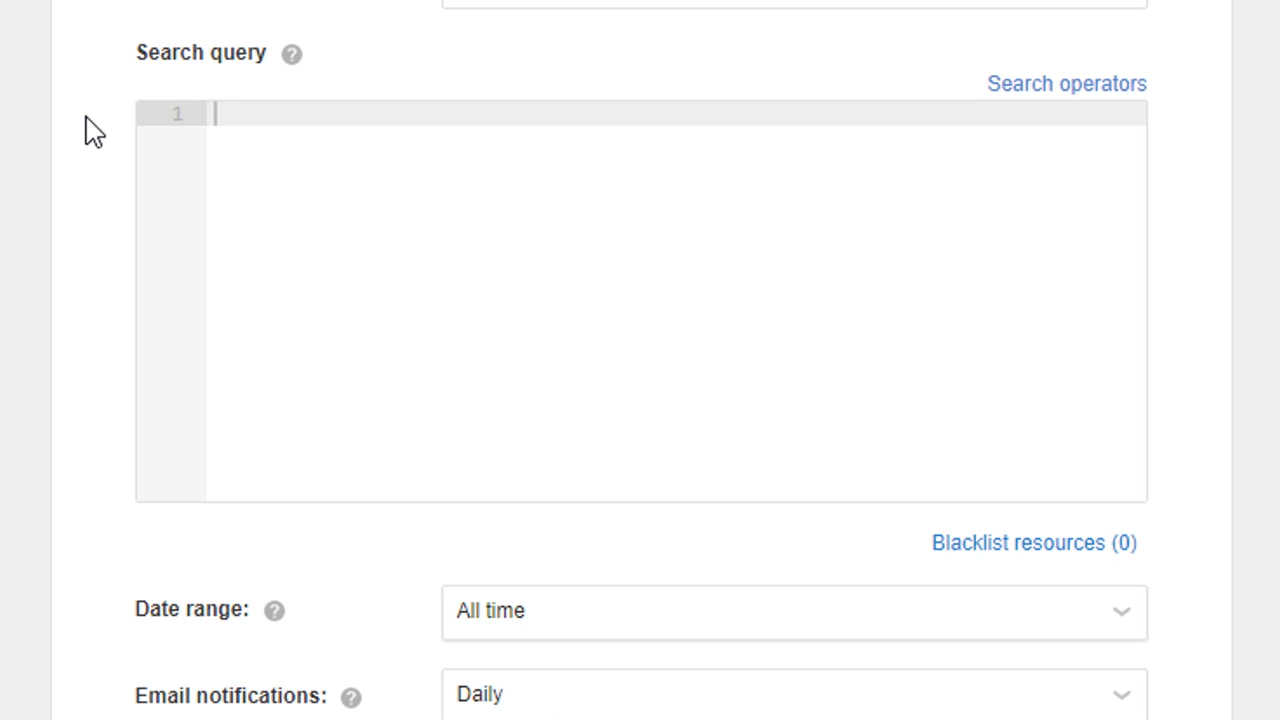 Search query ?
Search operators
1
Blacklist resources (0)
Date range: ?
All time
Email notifications: ?
Daily